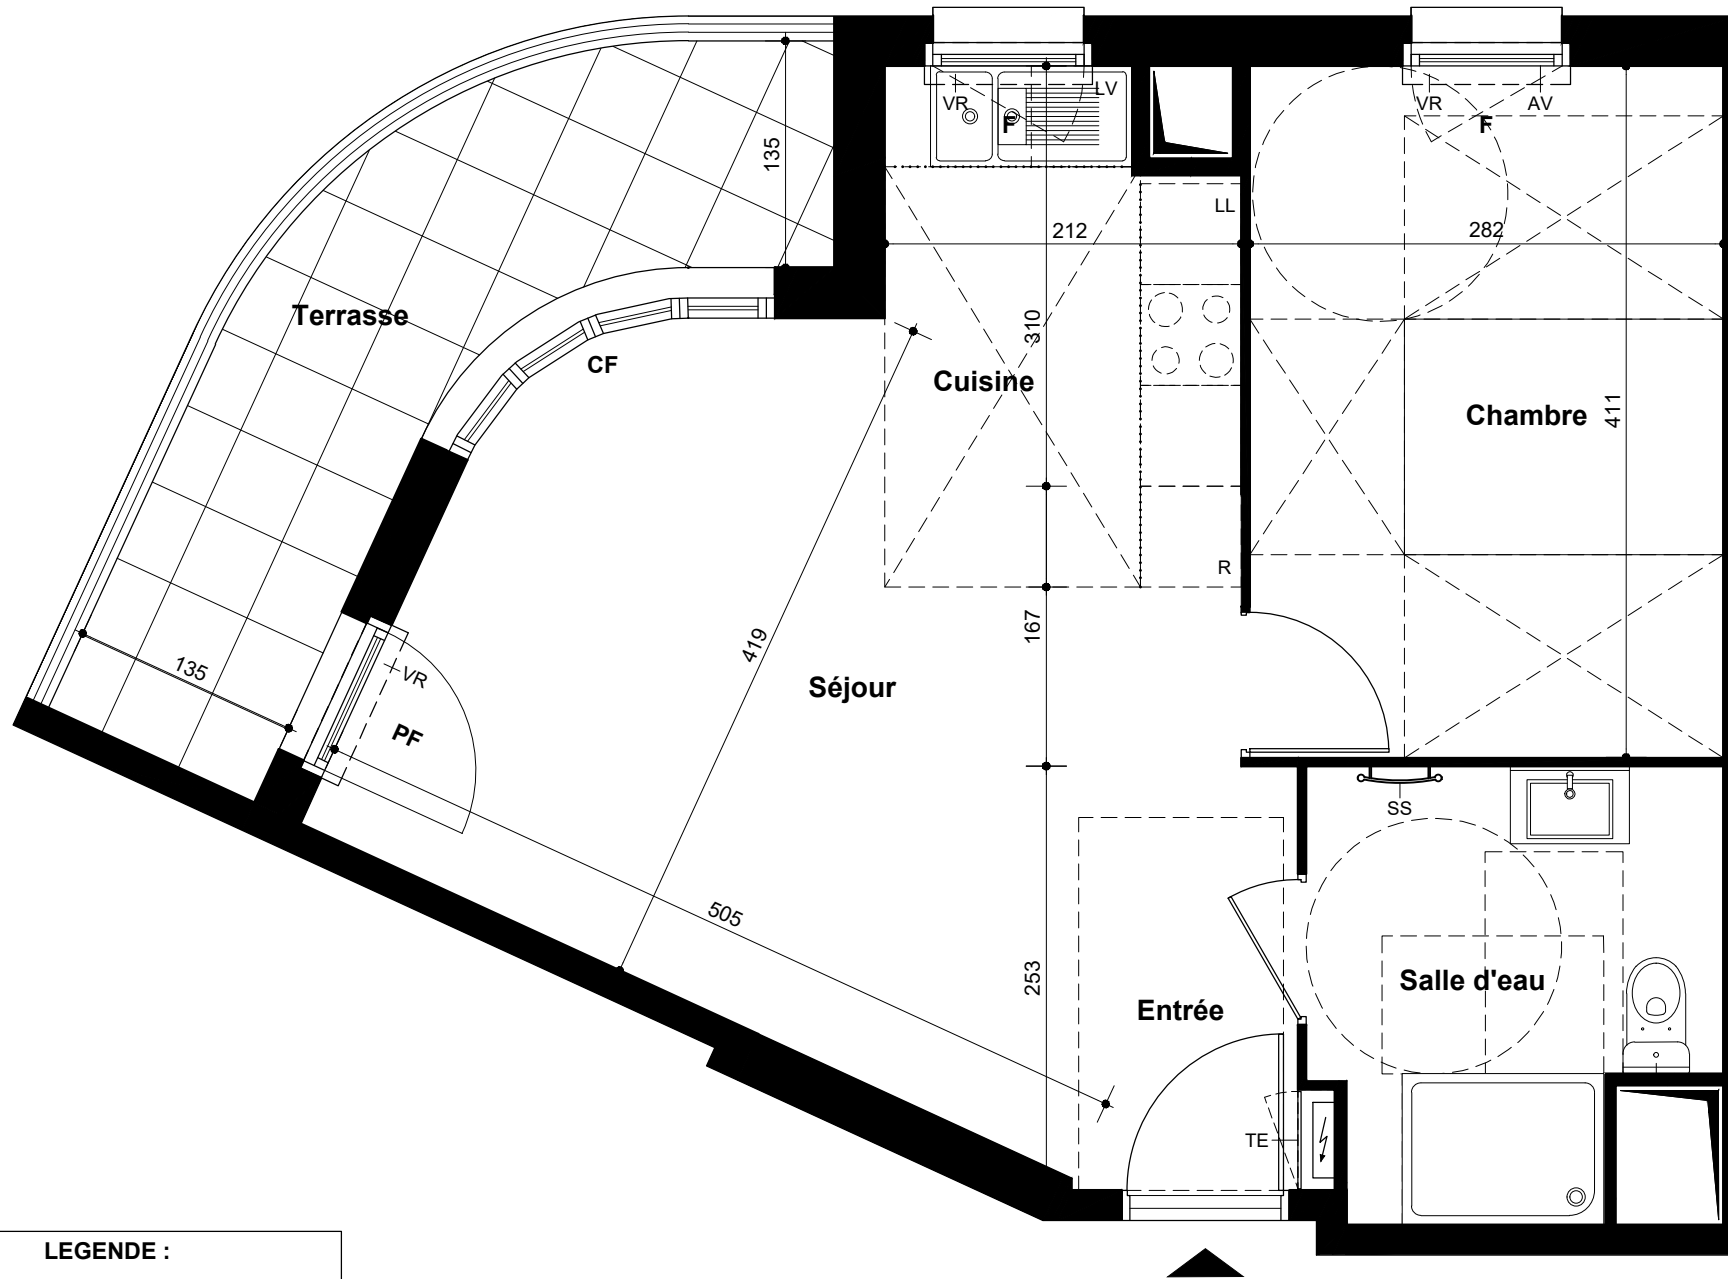 VR
LV
F
VR
AV
F
135
LL
212
282
Terrasse
310
CF
Cuisine
Chambre
411
R
167
419
135
VR
Séjour
PF
SS
505
253
Salle d'eau
Entrée
TE
LEGENDE :